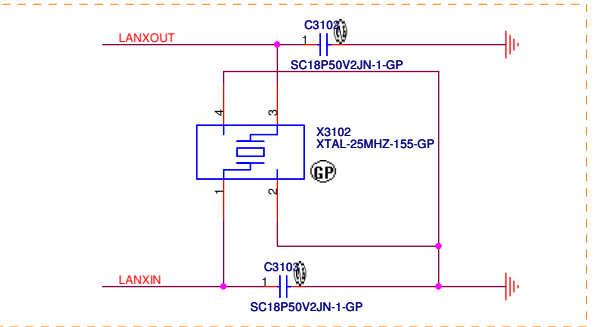 C3102
LANXOUT
1
SC18P50V2JN-1-GP
4
3
X3102
XTAL-25MHZ-155-GP
GP
1
2
C3103
LANXIN
1
SC18P50V2JN-1-GP